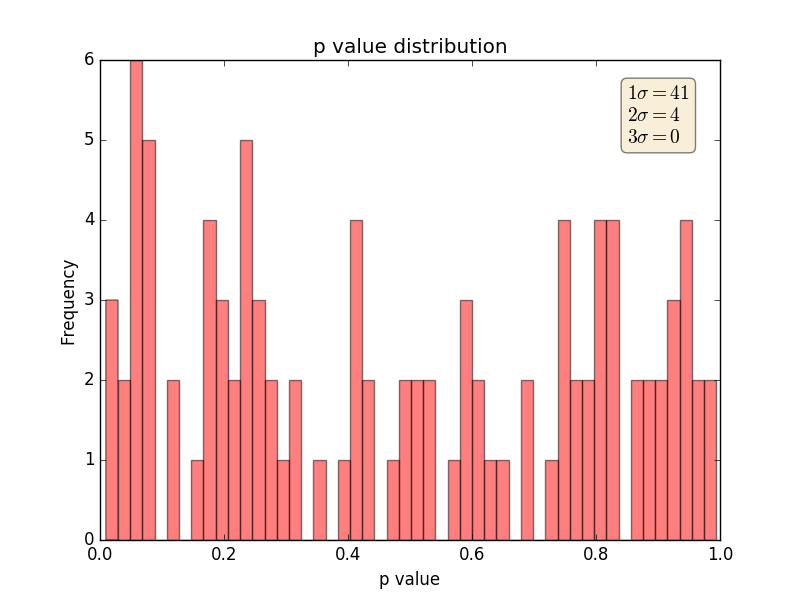 p value distribution
1σ = 41
2σ = 4
3σ = 0
Frequency
6
5
4
3
2
1
0
0.0 0.2 0.4 0.6 0.8 1.0
p value